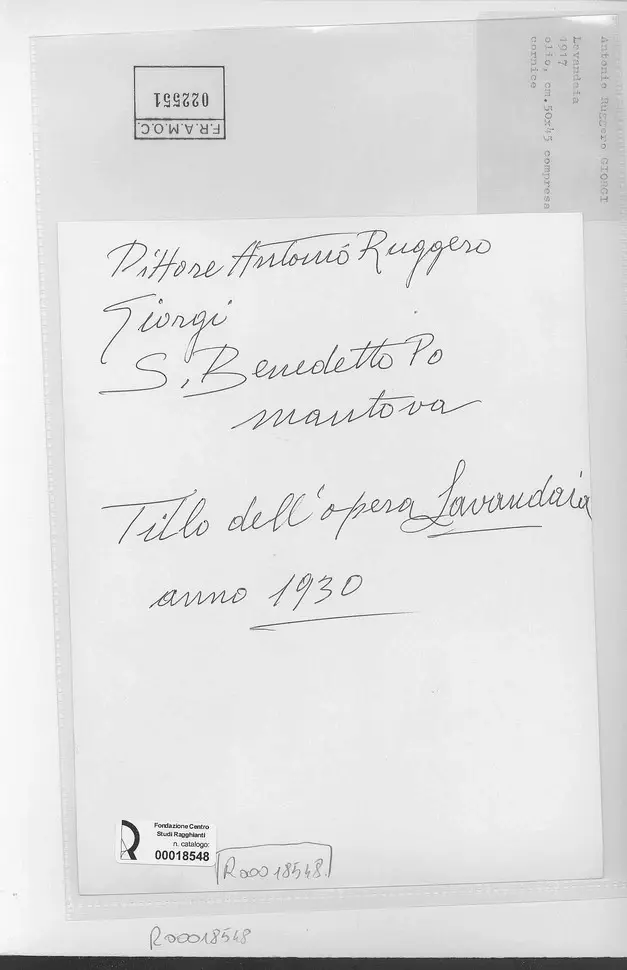 Antonio Ruggero GIORGI
Lavandaia
1917
olio, cm.50x45 compresa
cornice
022551
F.R.A.M.O.C.
Pittore Antonio Ruggero
Giorgi
S. Benedetto Po
mantova
Titolo dell'opera Lavandaia
anno 1930
Fondazione Centro
Studi Ragghianti
n. catalogo:
00018548
R00018548
R00018548